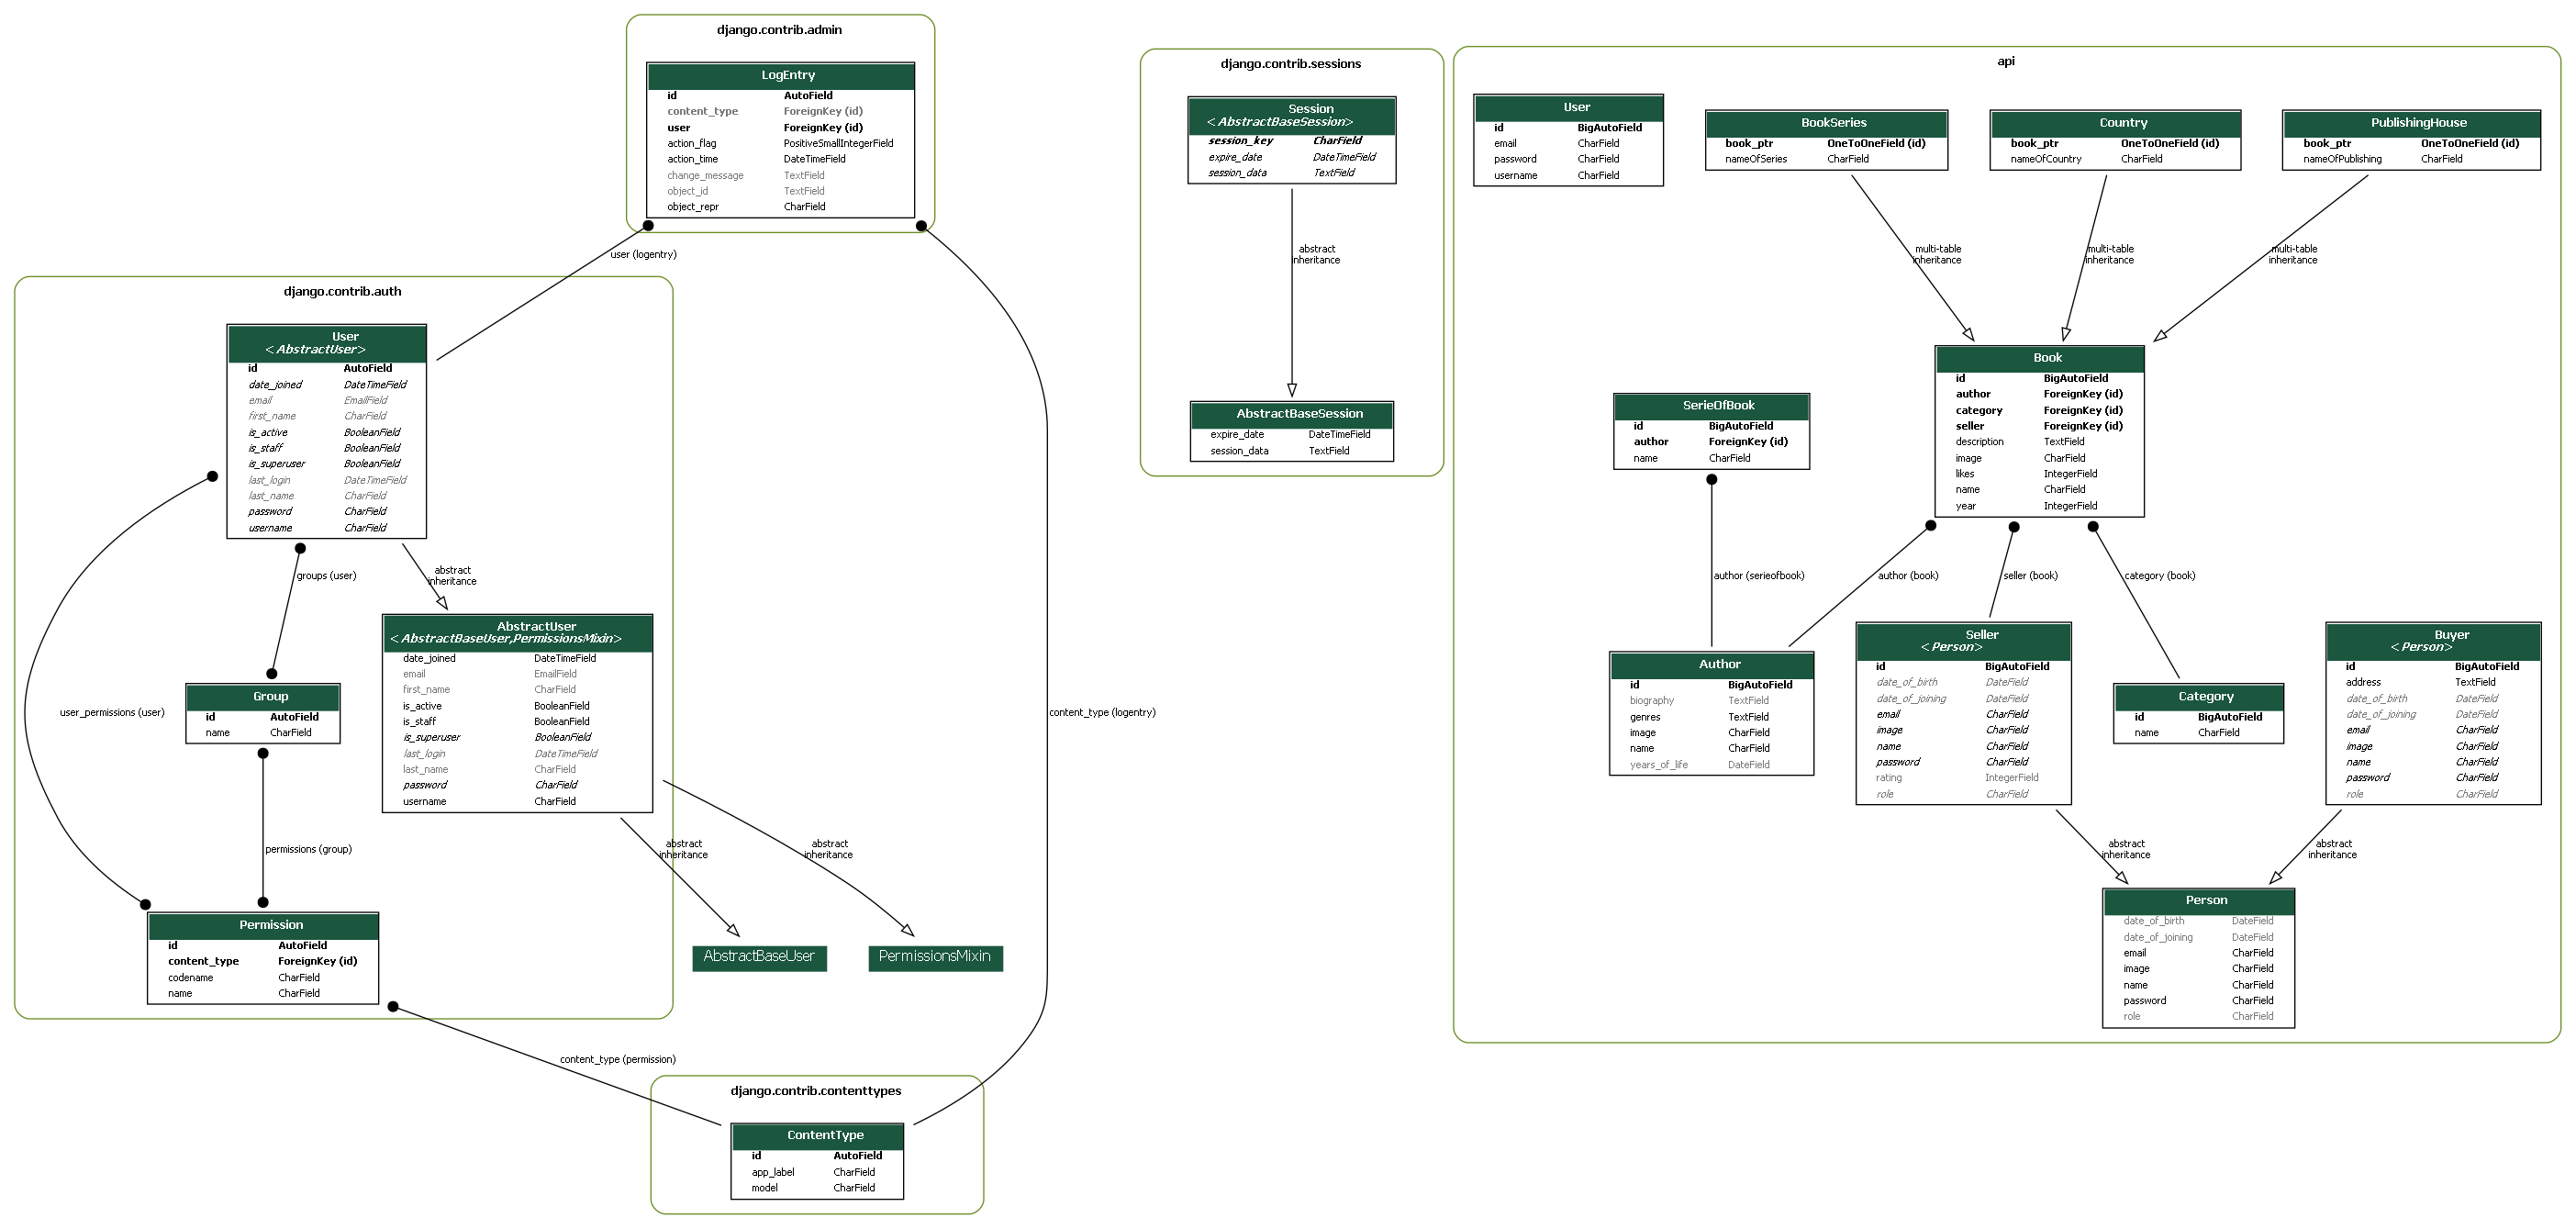 django.contrib.admin
LogEntry
id AutoField
content_type ForeignKey (id)
user ForeignKey (id)
action_flag PositiveSmallIntegerField
action_time DateTimeField
change_message TextField
object_id TextField
object_repr CharField
user (logentry)
content_type (logentry)
django.contrib.auth
User
<AbstractUser>
id AutoField
date_joined DateTimeField
email EmailField
first_name CharField
is_active BooleanField
is_staff BooleanField
is_superuser BooleanField
last_login DateTimeField
last_name CharField
password CharField
username CharField
groups (user)
abstract
inheritance
user_permissions (user)
AbstractUser
<AbstractBaseUser,PermissionsMixin>
date_joined DateTimeField
email EmailField
first_name CharField
is_active BooleanField
is_staff BooleanField
is_superuser BooleanField
last_login DateTimeField
last_name CharField
password CharField
username CharField
Group
id AutoField
name CharField
permissions (group)
abstract
inheritance
abstract
inheritance
Permission
id AutoField
content_type ForeignKey (id)
codename CharField
name CharField
AbstractBaseUser
PermissionsMixin
content_type (permission)
django.contrib.contenttypes
ContentType
id AutoField
app_label CharField
model CharField
django.contrib.sessions
Session
<AbstractBaseSession>
session_key CharField
expire_date DateTimeField
session_data TextField
abstract
inheritance
AbstractBaseSession
expire_date DateTimeField
session_data TextField
api
User
id BigAutoField
email CharField
password CharField
username CharField
BookSeries
book_ptr OneToOneField (id)
nameOfSeries CharField
Country
book_ptr OneToOneField (id)
nameOfCountry CharField
PublishingHouse
book_ptr OneToOneField (id)
nameOfPublishing CharField
multi-table
inheritance
multi-table
inheritance
multi-table
inheritance
Book
id BigAutoField
author ForeignKey (id)
category ForeignKey (id)
seller ForeignKey (id)
description TextField
image CharField
likes IntegerField
name CharField
year IntegerField
SerieOfBook
id BigAutoField
author ForeignKey (id)
name CharField
author (serieofbook)
author (book)
seller (book)
category (book)
Author
id BigAutoField
biography TextField
genres TextField
image CharField
name CharField
years_of_life DateField
Seller
<Person>
id BigAutoField
date_of_birth DateField
date_of_joining DateField
email CharField
image CharField
name CharField
password CharField
rating IntegerField
role CharField
Category
id BigAutoField
name CharField
Buyer
<Person>
id BigAutoField
address TextField
date_of_birth DateField
date_of_joining DateField
email CharField
image CharField
name CharField
password CharField
role CharField
abstract
inheritance
abstract
inheritance
Person
date_of_birth DateField
date_of_joining DateField
email CharField
image CharField
name CharField
password CharField
role CharField